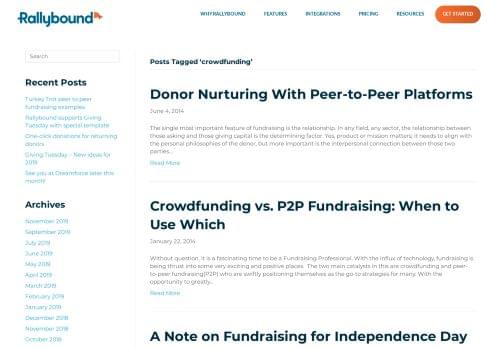 Rallybound
WHY RALLYBOUND
FEATURES
INTEGRATIONS
PRICING
RESOURCES
GET STARTED
Search
Recent Posts
Turkey Trot peer to peer
fundraising examples
Rallybound supports Giving
Tuesday with special template
One-click donations for returning
donors
Giving Tuesday – New ideas for
2019
See you at Dreamforce later this
month!
Archives
November 2019
September 2019
July 2019
June 2019
May 2019
April 2019
March 2019
February 2019
January 2019
December 2018
November 2018
October 2018
Posts Tagged ‘crowdfunding’
Donor Nurturing With Peer-to-Peer Platforms
June 4, 2014
The single most important feature of fundraising is the relationship. In any field, any sector, the relationship between
those asking and those giving capital is the determining factor. Yes, product or mission matters; it needs to align with
the personal philosophies of the donor, but more important is the interpersonal connection between those two
parties...
Read More
Crowdfunding vs. P2P Fundraising: When to
Use Which
January 22, 2014
Without question, it is a fascinating time to be a Fundraising Professional. With the influx of technology, fundraising is
being thrust into some very exciting and positive places. The two main catalysts in this are crowdfunding and peer-
to-peer fundraising(P2P) who are swiftly positioning themselves as the go-to strategies for many. With the
opportunity to greatly...
Read More
A Note on Fundraising for Independence Day